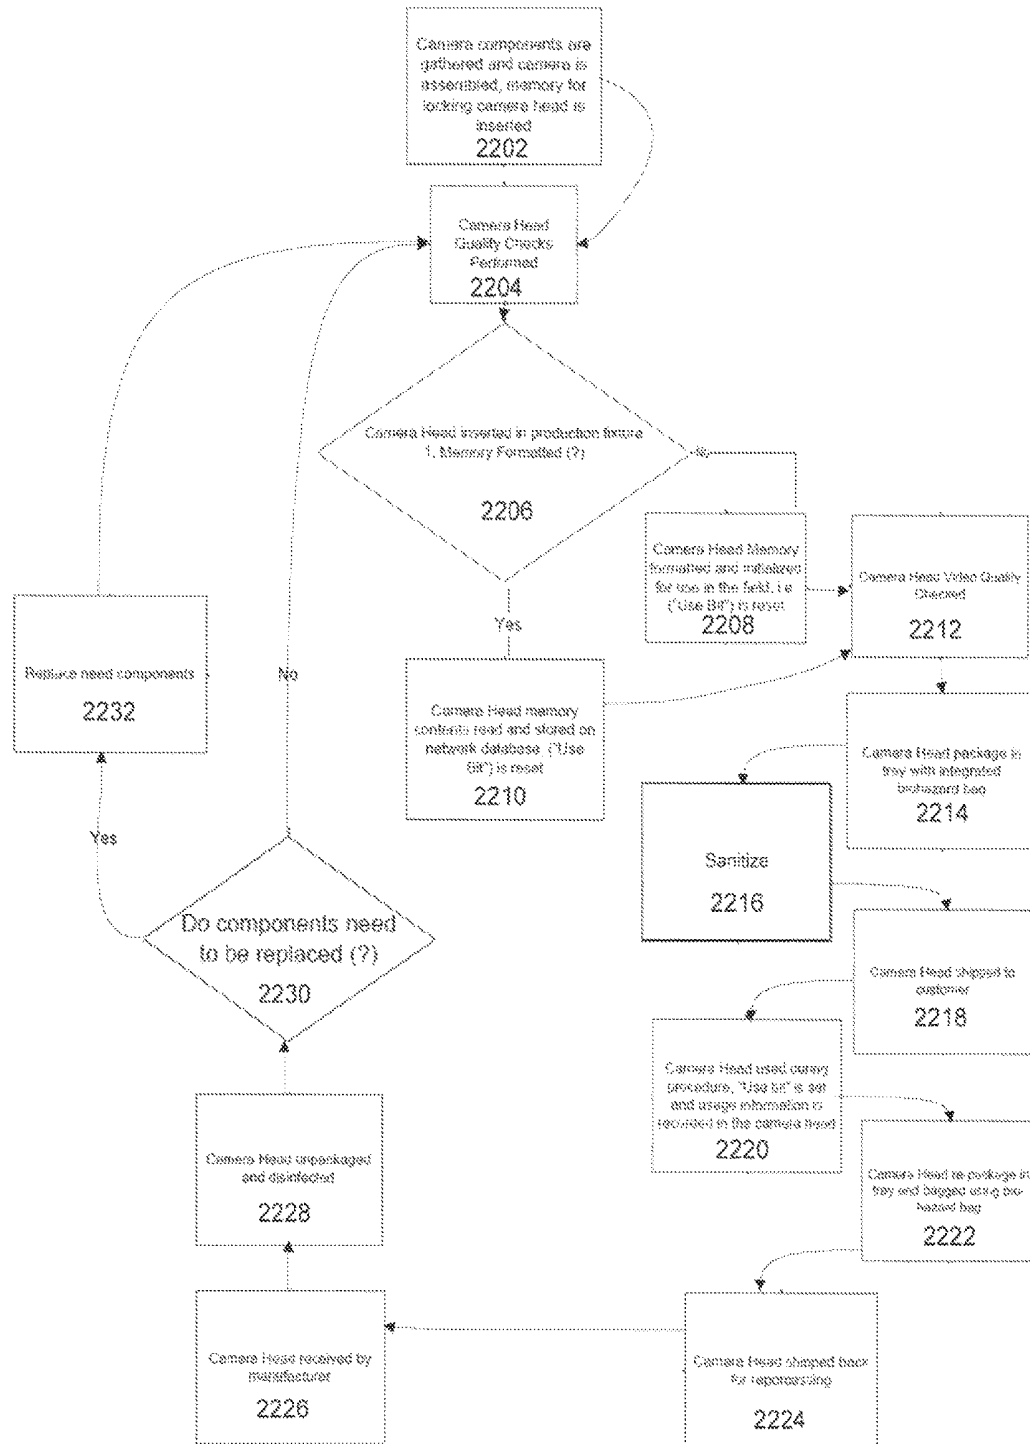 Camera components are
gathered and camera is
assembled, memory for
locking camera head is
inserted
2202
Camera Head
Quality Checks
Performed
2204
Camera Head inserted in production fixture
1. Memory Formatted (?)
2206
No
Camera Head Memory
formatted and initialized
for use in the field, i.e
("Use Bit") is reset
2208
Camera Head Video Quality
Checked
2212
Yes
Replace need components
2232
No
Camera Head memory
contents read and stored on
network database ("Use
Bit") is reset
2210
Camera Head package in
tray with integrated
biohazard bag
2214
Yes
Sanitize
2216
Do components need
to be replaced (?)
2230
Camera Head shipped to
customer
2218
Camera Head used during
procedure, "Use bit" is set
and usage information is
recorded in the camera head
2220
Camera Head unpackaged
and disinfected
2228
Camera Head re package in
tray and bagged using bio-
hazard bag
2222
Camera Head received by
manufacturer
2226
Camera Head shipped back
for reporcessing
2224